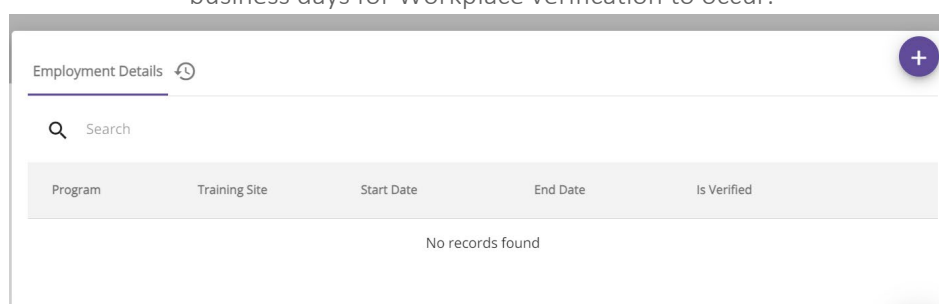 business days for Workplace verification to occur.
Employment Details
+
Search
Program Training Site Start Date End Date Is Verified
No records found